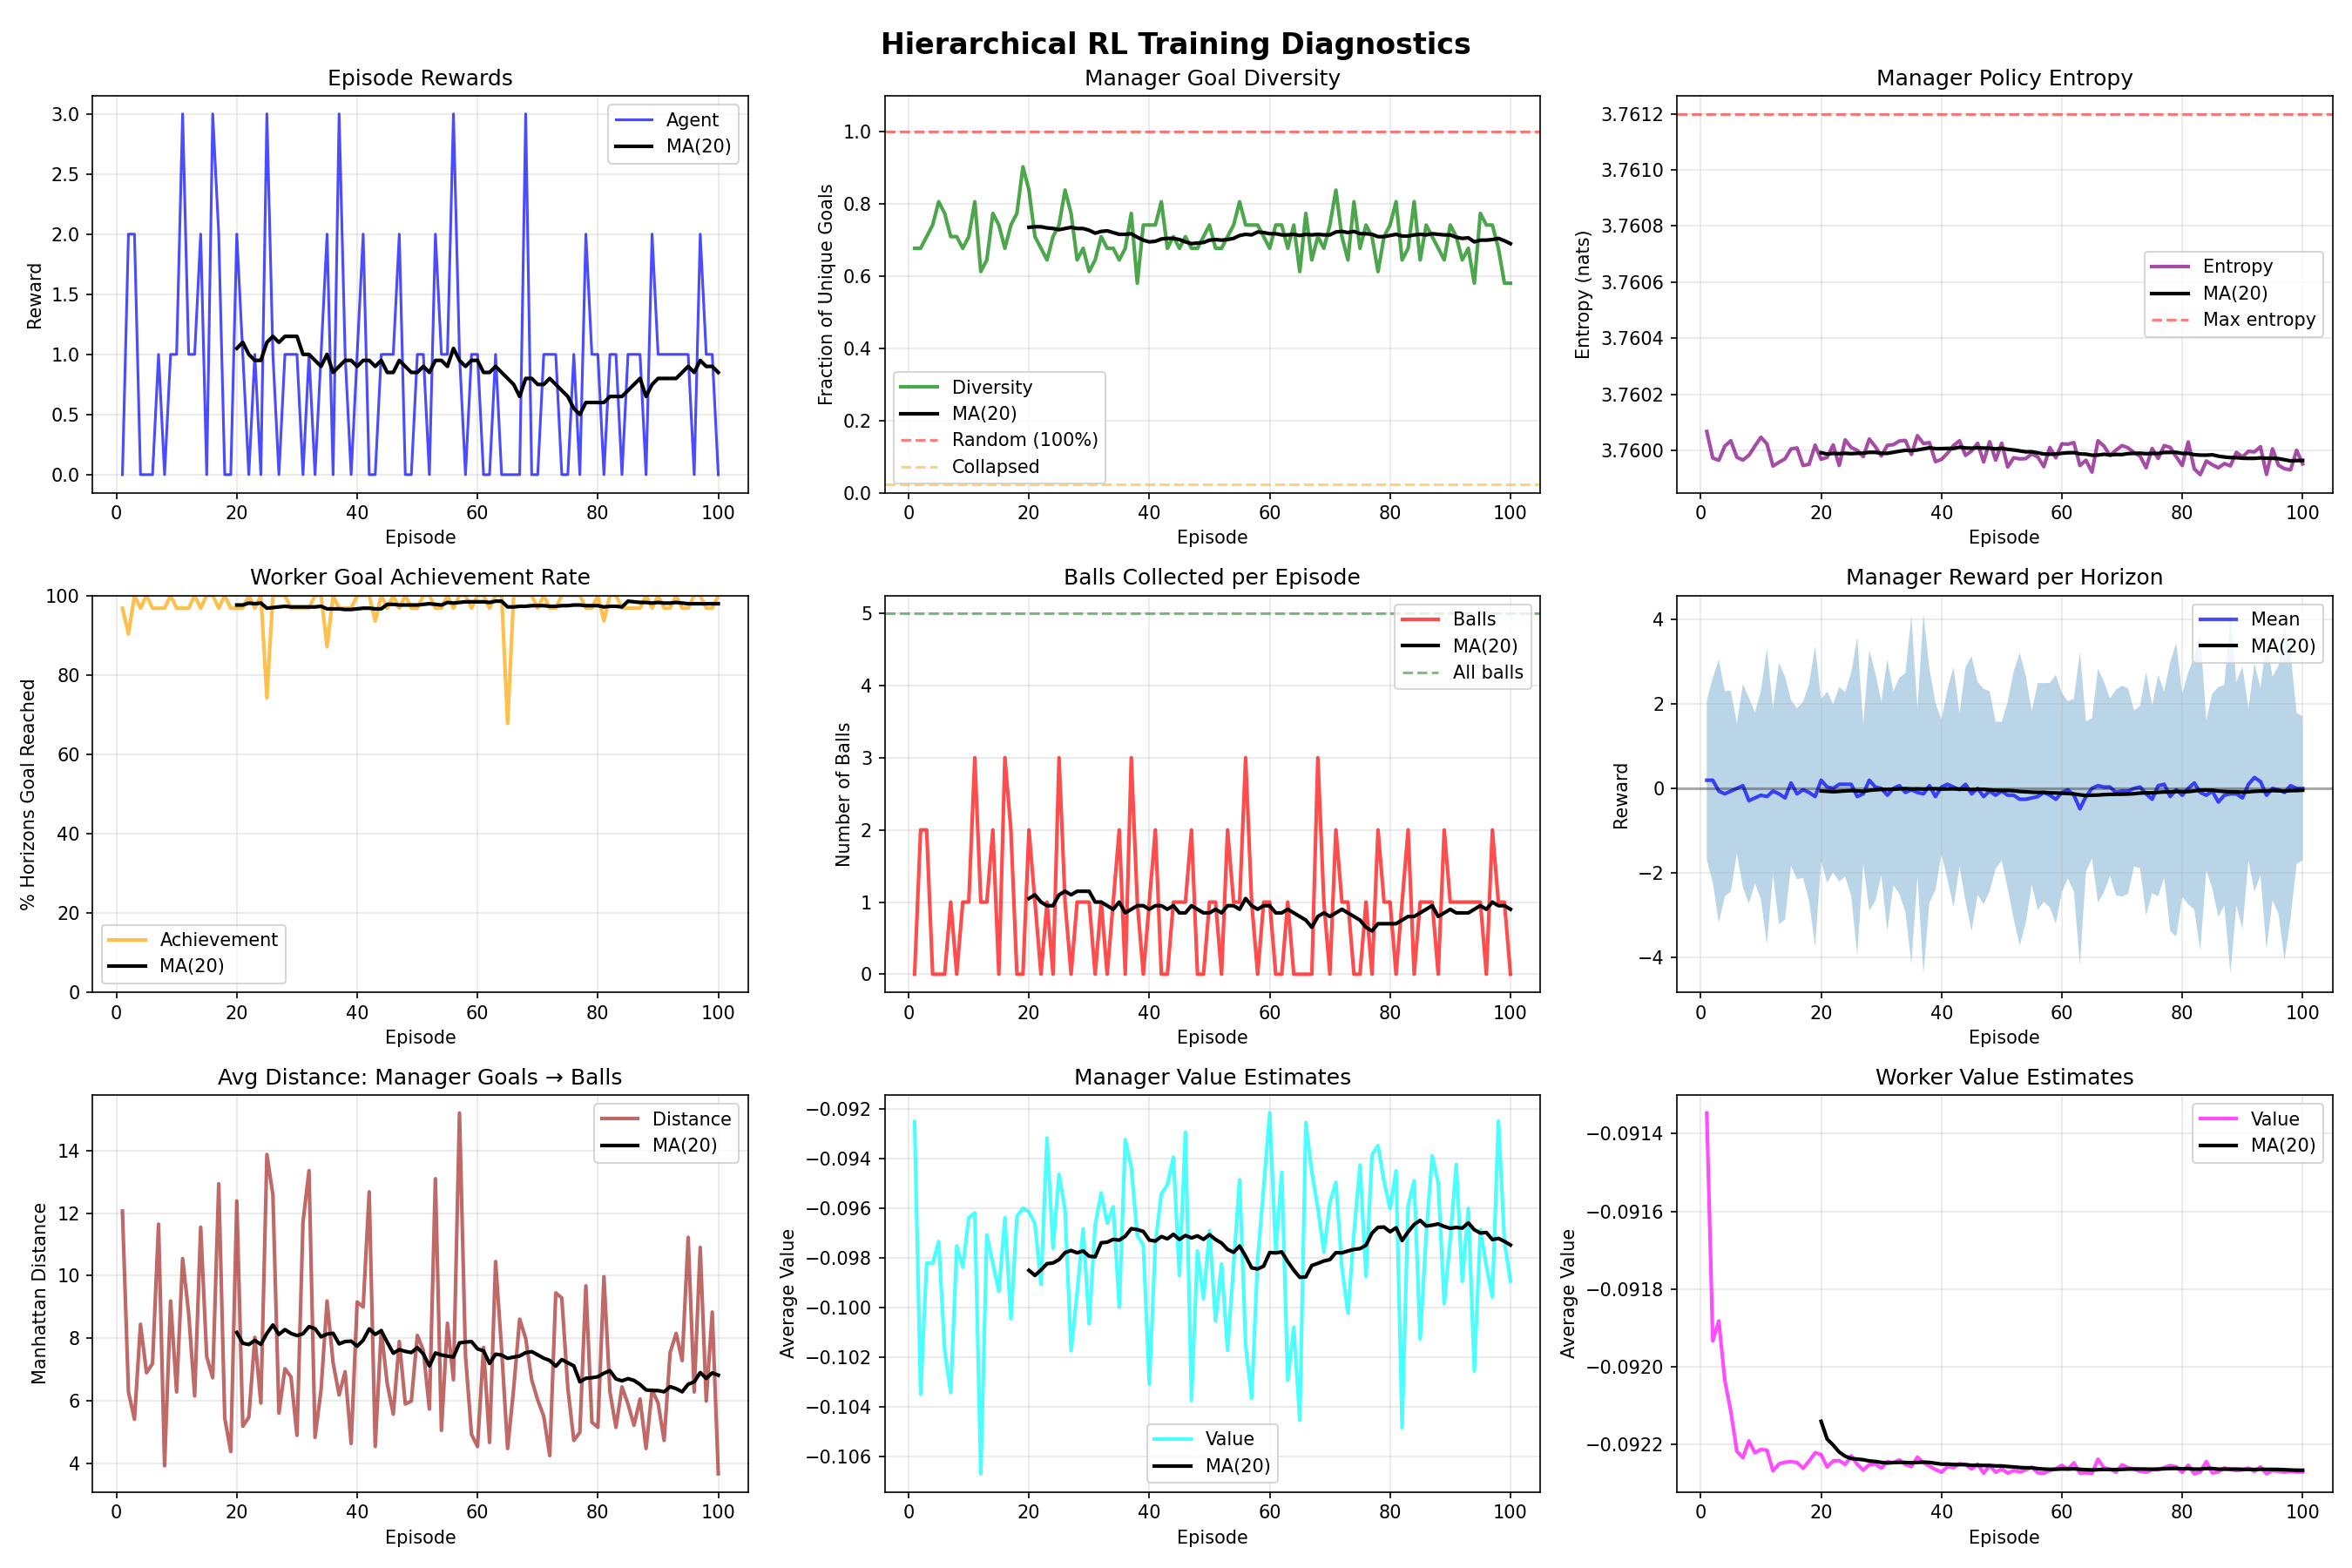 Hierarchical RL Training Diagnostics
Episode Rewards
Reward
3.0
2.5
2.0
1.5
1.0
0.5
0.0
Agent
MA(20)
0 20 40 60 80 100
Episode
Manager Goal Diversity
Fraction of Unique Goals
1.0
0.8
0.6
0.4
0.2
0.0
Diversity
MA(20)
Random (100%)
Collapsed
0 20 40 60 80 100
Episode
Manager Policy Entropy
Entropy (nats)
3.7612
3.7610
3.7608
3.7606
3.7604
3.7602
3.7600
Entropy
MA(20)
Max entropy
0 20 40 60 80 100
Episode
Worker Goal Achievement Rate
% Horizons Goal Reached
100
80
60
40
20
0
Achievement
MA(20)
0 20 40 60 80 100
Episode
Balls Collected per Episode
Number of Balls
5
4
3
2
1
0
Balls
MA(20)
All balls
0 20 40 60 80 100
Episode
Manager Reward per Horizon
Reward
4
2
0
−2
−4
Mean
MA(20)
0 20 40 60 80 100
Episode
Avg Distance: Manager Goals → Balls
Manhattan Distance
14
12
10
8
6
4
Distance
MA(20)
0 20 40 60 80 100
Episode
Manager Value Estimates
Average Value
−0.092
−0.094
−0.096
−0.098
−0.100
−0.102
−0.104
−0.106
Value
MA(20)
0 20 40 60 80 100
Episode
Worker Value Estimates
Average Value
−0.0914
−0.0916
−0.0918
−0.0920
−0.0922
Value
MA(20)
0 20 40 60 80 100
Episode